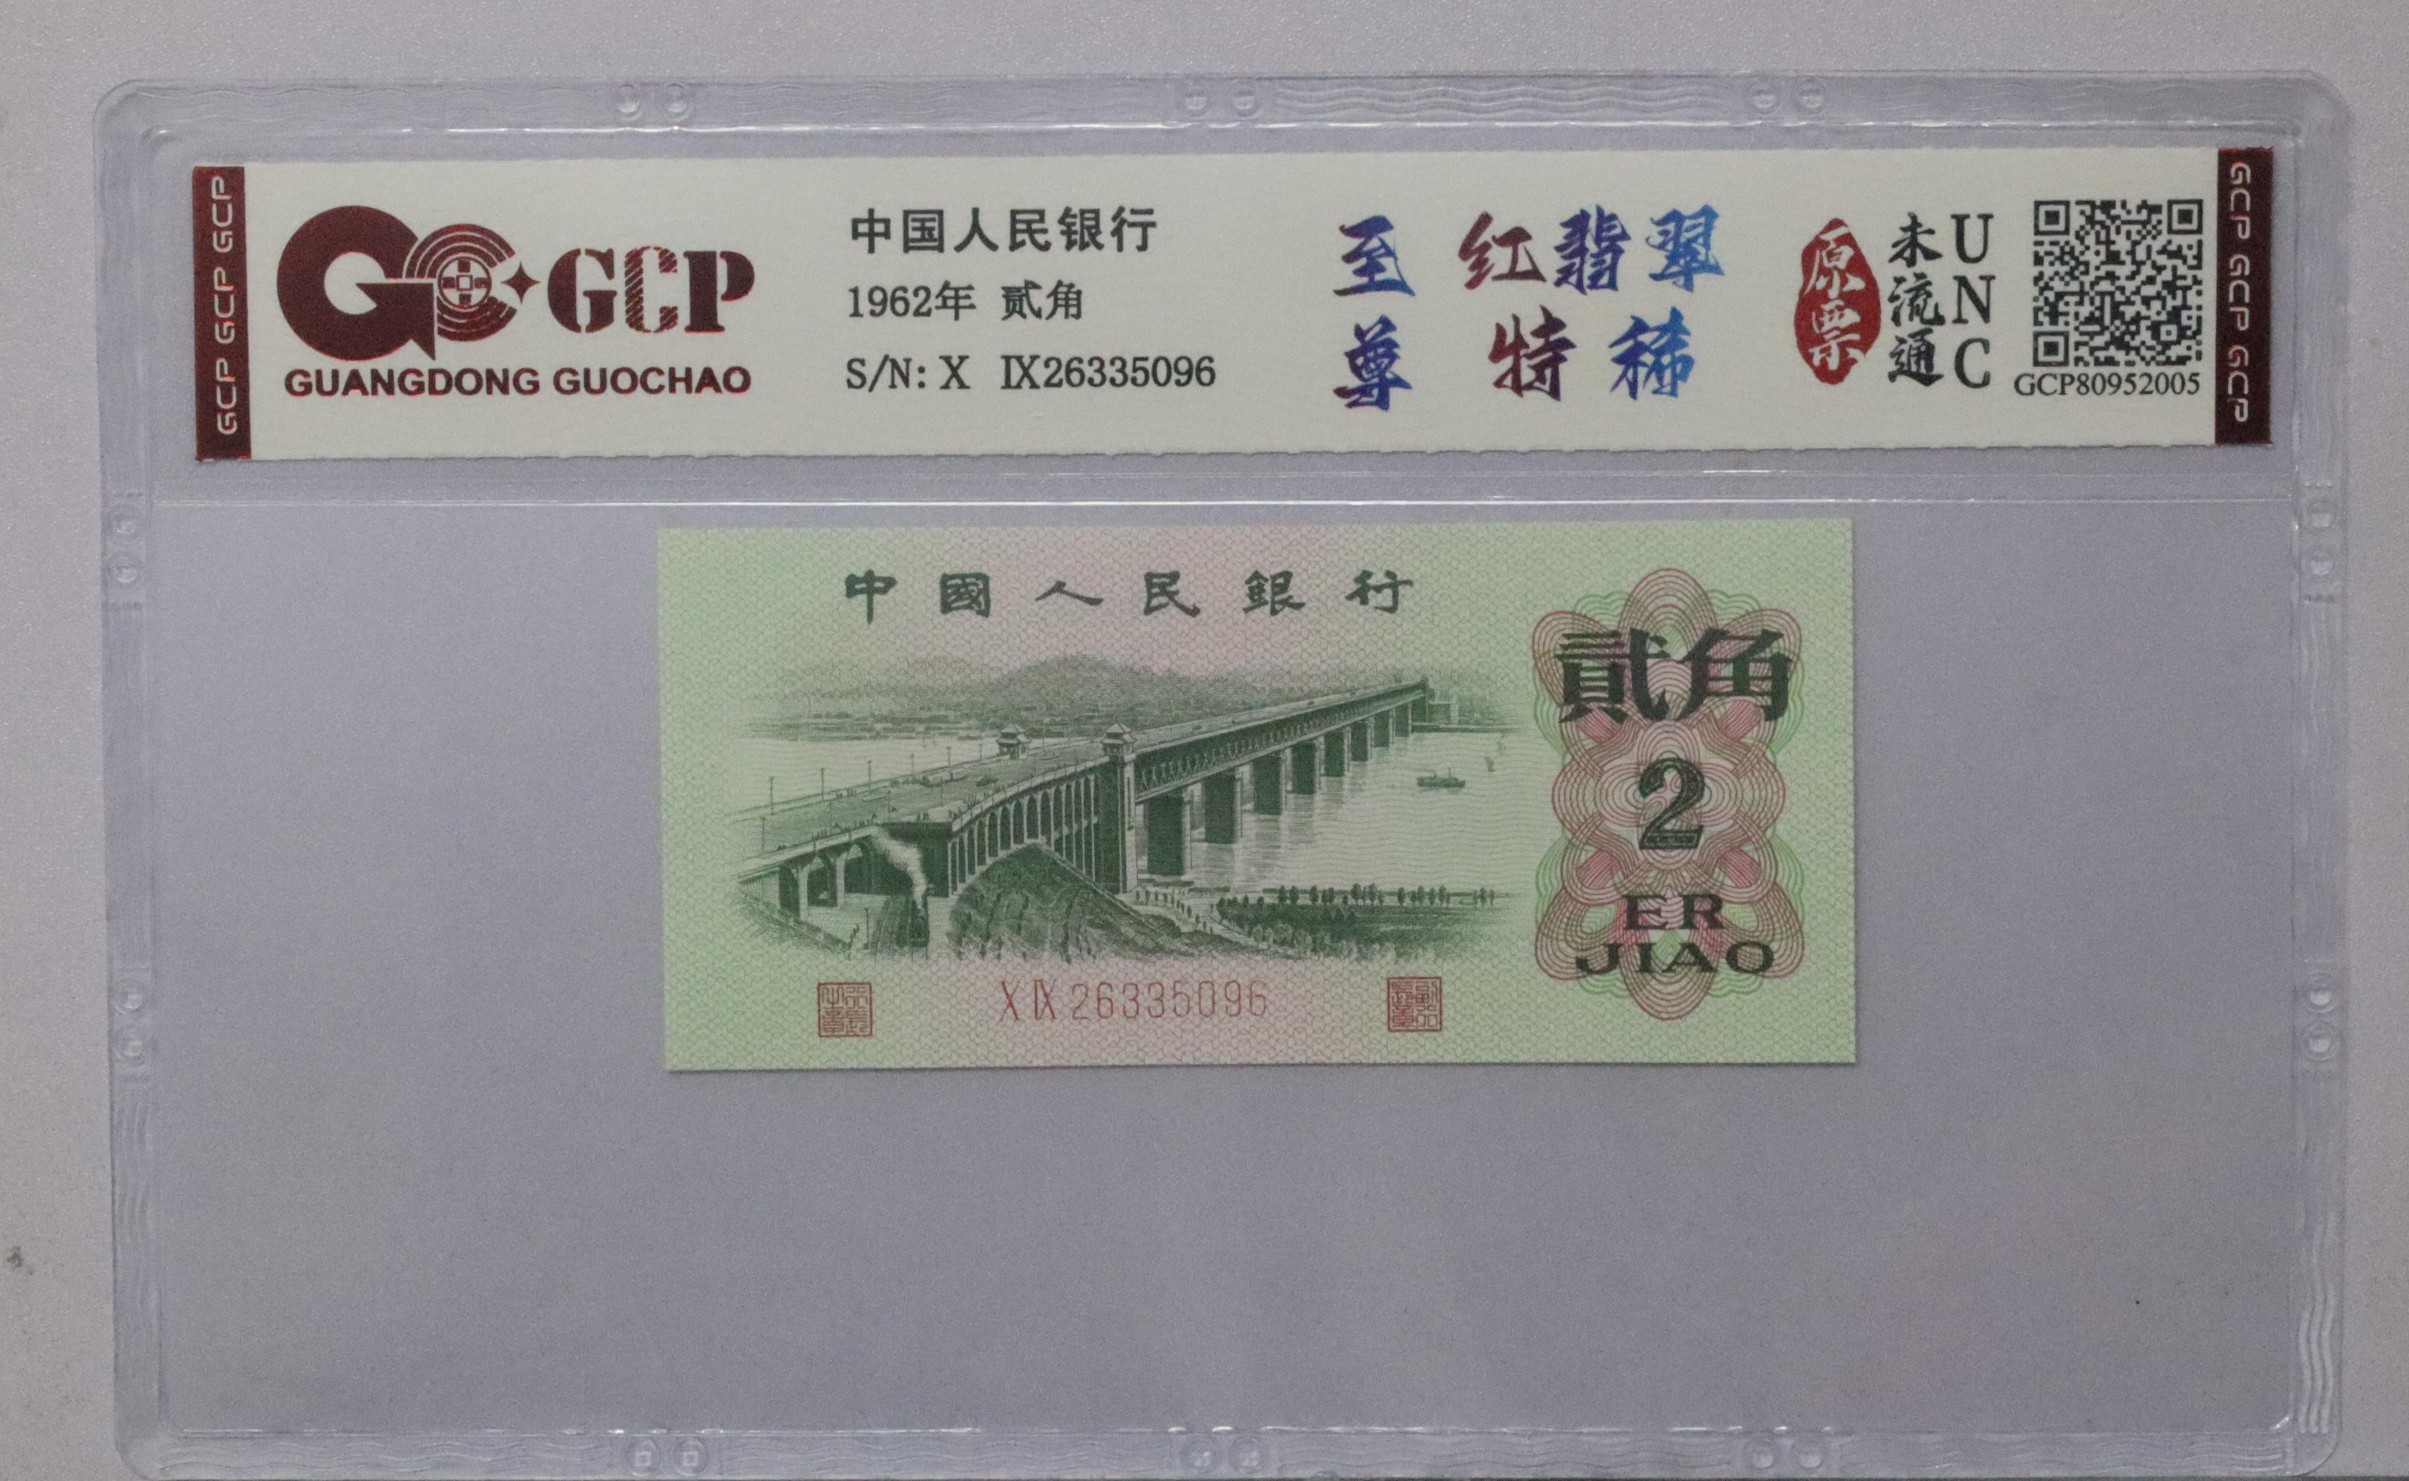 GCP GCP GCP
GCP
GUANGDONG GUOCHAO
中国人民银行
1962年 贰角
S/N: X IX26335096
至尊
红翡翠
特稀
原票
未流通
UNC
GCP80952005
GCP GCP GCP
中國人民銀行
貳角
2
ER
JIAO
X IX 26335096